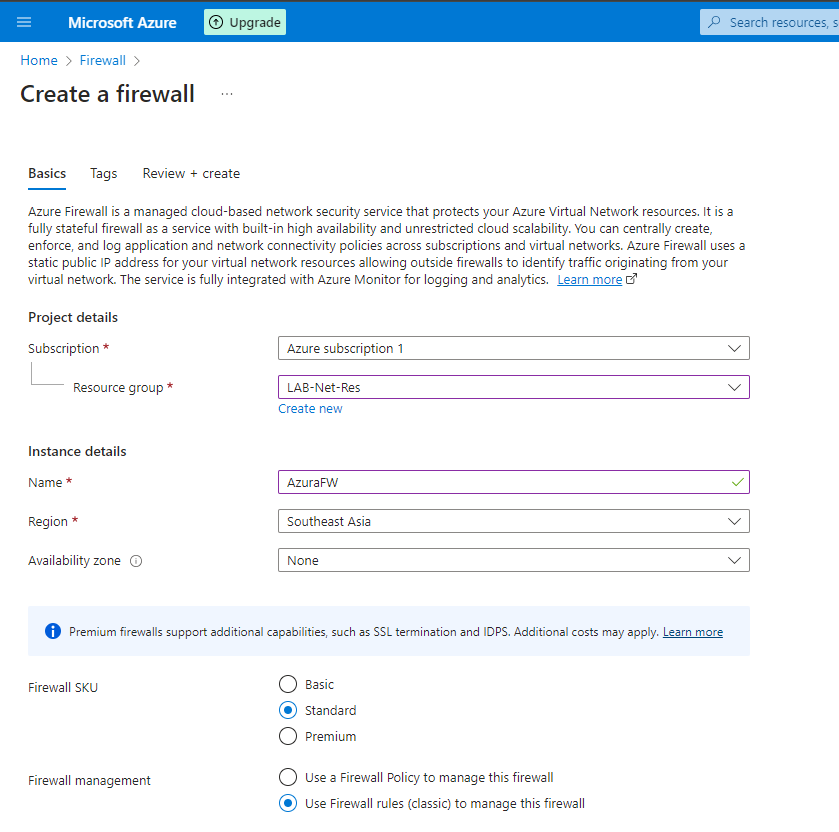 Microsoft Azure
Upgrade
Search resources, s
Home > Firewall >
Create a firewall ...
Basics
Tags
Review + create
Azure Firewall is a managed cloud-based network security service that protects your Azure Virtual Network resources. It is a
fully stateful firewall as a service with built-in high availability and unrestricted cloud scalability. You can centrally create,
enforce, and log application and network connectivity policies across subscriptions and virtual networks. Azure Firewall uses a
static public IP address for your virtual network resources allowing outside firewalls to identify traffic originating from your
virtual network. The service is fully integrated with Azure Monitor for logging and analytics. Learn more
Project details
Subscription *
Azure subscription 1
Resource group *
LAB-Net-Res
Create new
Instance details
Name *
AzuraFW
Region *
Southeast Asia
Availability zone
None
Premium firewalls support additional capabilities, such as SSL termination and IDPS. Additional costs may apply. Learn more
Firewall SKU
Basic
Standard
Premium
Firewall management
Use a Firewall Policy to manage this firewall
Use Firewall rules (classic) to manage this firewall